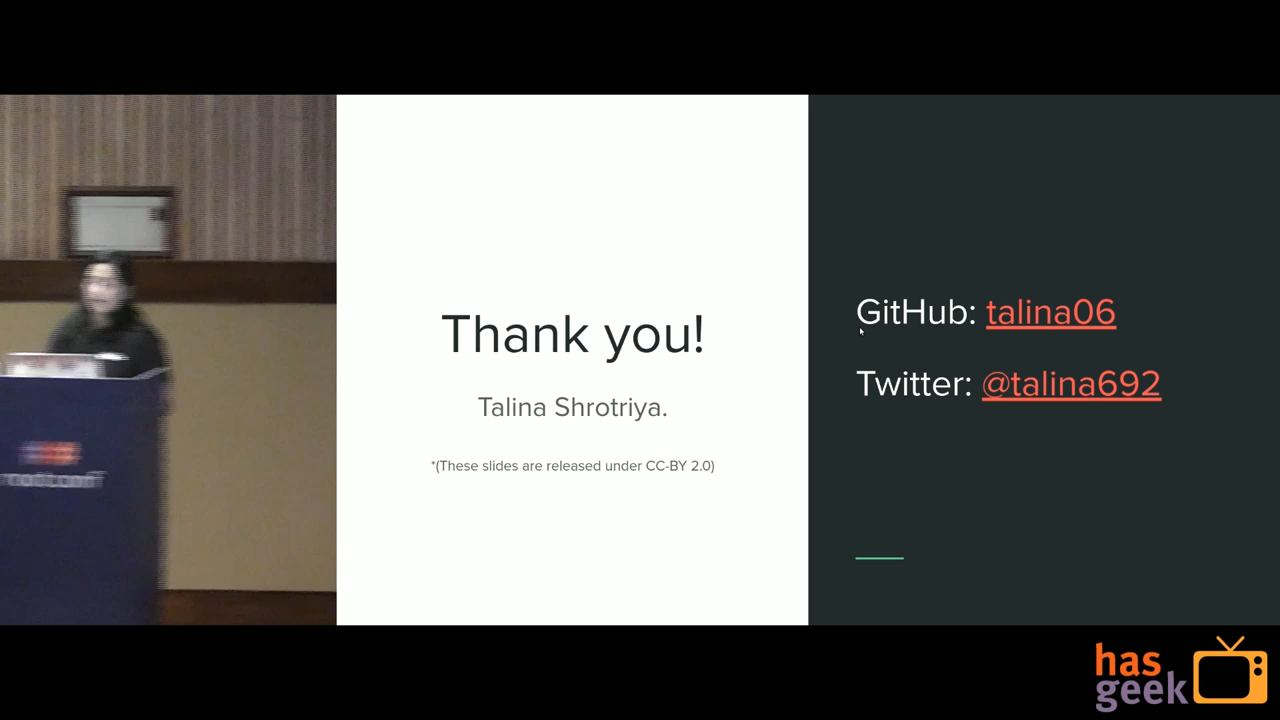 Thank you!
Talina Shrotriya.
*(These slides are released under CC-BY 2.0)
GitHub: talina06
Twitter: @talina692
rootconf
has
geek